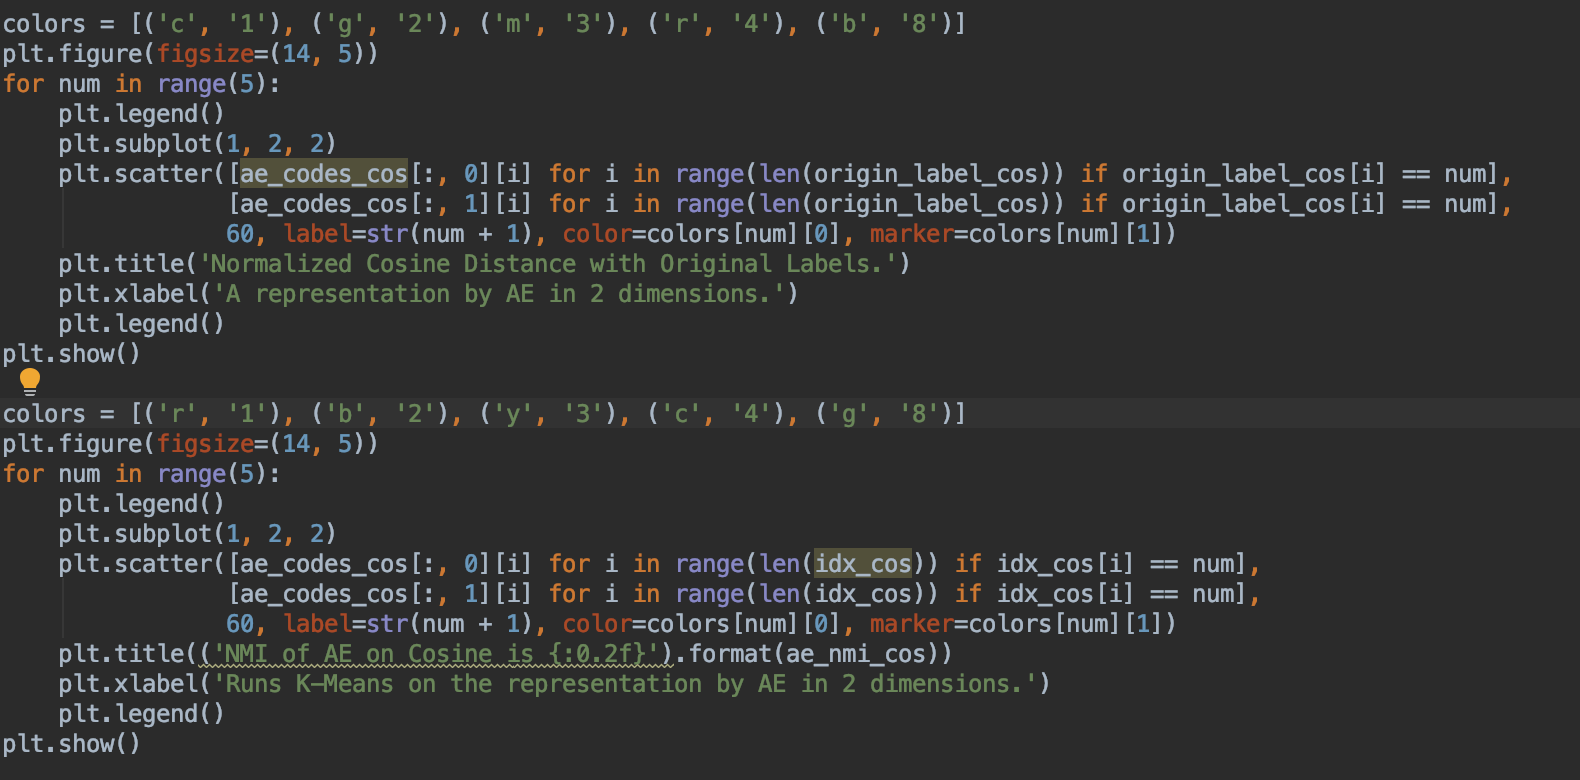 colors = [('c', '1'), ('g', '2'), ('m', '3'), ('r', '4'), ('b', '8')]
plt.figure(figsize=(14, 5))
for num in range(5):
    plt.legend()
    plt.subplot(1, 2, 2)
    plt.scatter([ae_codes_cos[:, 0][i] for i in range(len(origin_label_cos)) if origin_label_cos[i] == num],
                [ae_codes_cos[:, 1][i] for i in range(len(origin_label_cos)) if origin_label_cos[i] == num],
                60, label=str(num + 1), color=colors[num][0], marker=colors[num][1])
    plt.title('Normalized Cosine Distance with Original Labels.')
    plt.xlabel('A representation by AE in 2 dimensions.')
    plt.legend()
plt.show()
colors = [('r', '1'), ('b', '2'), ('y', '3'), ('c', '4'), ('g', '8')]
plt.figure(figsize=(14, 5))
for num in range(5):
    plt.legend()
    plt.subplot(1, 2, 2)
    plt.scatter([ae_codes_cos[:, 0][i] for i in range(len(idx_cos)) if idx_cos[i] == num],
                [ae_codes_cos[:, 1][i] for i in range(len(idx_cos)) if idx_cos[i] == num],
                60, label=str(num + 1), color=colors[num][0], marker=colors[num][1])
    plt.title(('NMI of AE on Cosine is {:0.2f}').format(ae_nmi_cos))
    plt.xlabel('Runs K-Means on the representation by AE in 2 dimensions.')
    plt.legend()
plt.show()